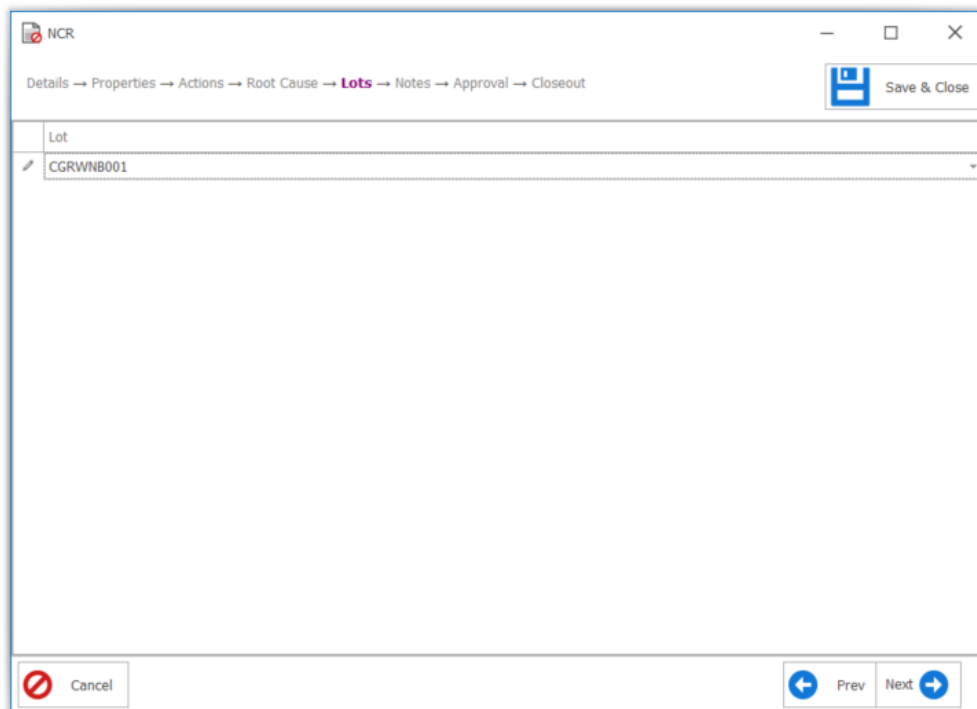 NCR
Details → Properties → Actions → Root Cause → Lots → Notes → Approval → Closeout
Save & Close
Lot
CGRWNB001
Cancel
Prev
Next